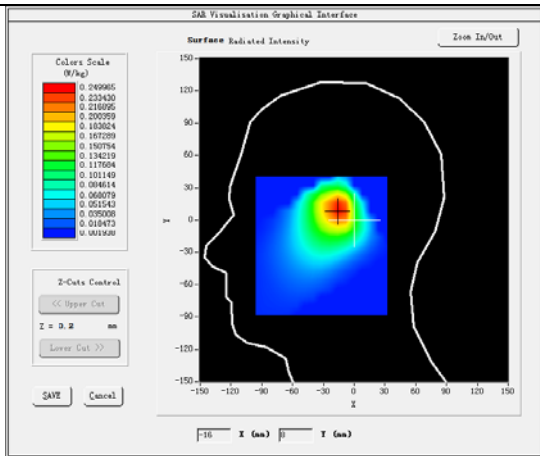 SAR Visualisation Graphical Interface
Surface Radiated Intensity
Zoom In/Out
Colors Scale
(W/kg)
0.249965
0.233430
0.216895
0.200359
0.183824
0.167289
0.150754
0.134219
0.117684
0.101149
0.084614
0.068079
0.051543
0.035008
0.018473
0.001938
Z-Cuts Control
<< Upper Cut
Z = 3.2 mm
Lower Cut >>
SAVE Cancel
150
120
90
60
30
Y 0
-30
-60
-90
-120
-150
-150 -120 -90 -60 -30 0 30 60 90 120 150
X
-16 X (mm) 8 Y (mm)